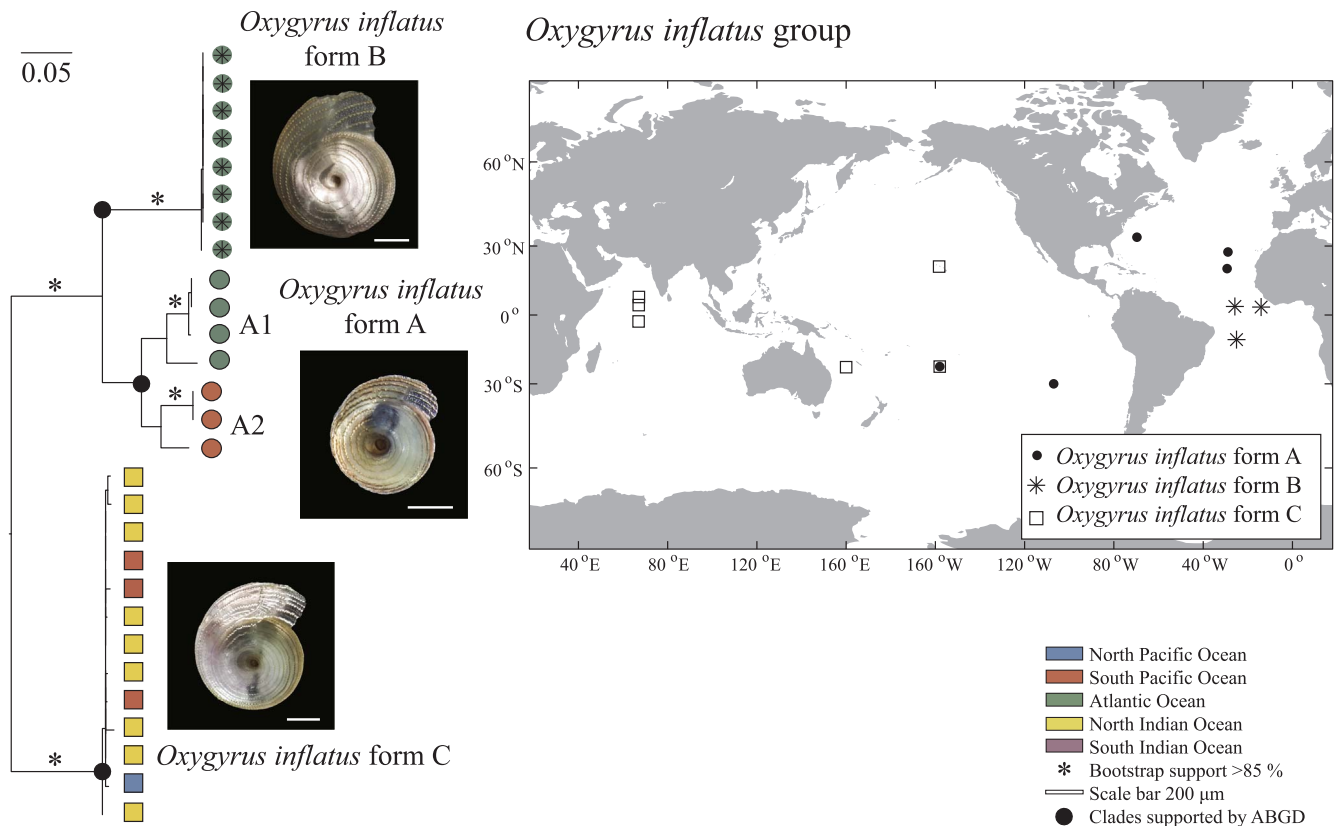 Oxygyrus inflatus group
0.05
Oxygyrus inflatus
form B
*
*
*
A1
Oxygyrus inflatus
form A
*
A2
*
Oxygyrus inflatus form C
60 °N
30 °N
0 °
30 °S
60 °S
40 °E
80 °E
120 °E
160 °E
160 °W
120 °W
80 °W
40 °W
0 °
Oxygyrus inflatus form A
Oxygyrus inflatus form B
Oxygyrus inflatus form C
North Pacific Ocean
South Pacific Ocean
Atlantic Ocean
North Indian Ocean
South Indian Ocean
* Bootstrap support >85 %
Scale bar 200 μm
Clades supported by ABGD